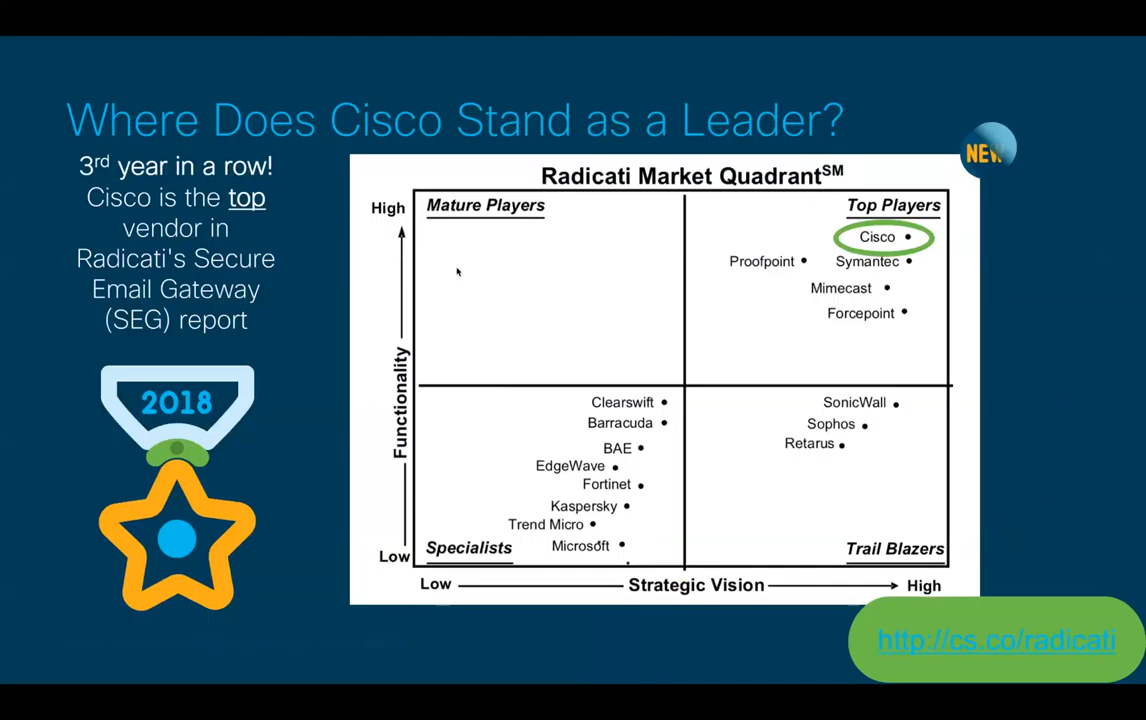 Where Does Cisco Stand as a Leader?
3rd year in a row!
Cisco is the top
vendor in
Radicati's Secure
Email Gateway
(SEG) report
2018
NEW
Radicati Market QuadrantSM
High
Mature Players
Top Players
Cisco
Proofpoint
Symantec
Mimecast
Forcepoint
Functionality
Clearswift
Barracuda
BAE
EdgeWave
Fortinet
Kaspersky
Trend Micro
Microsoft
SonicWall
Sophos
Retarus
Low
Specialists
Trail Blazers
Low
Strategic Vision
High
http://cs.co/radicati